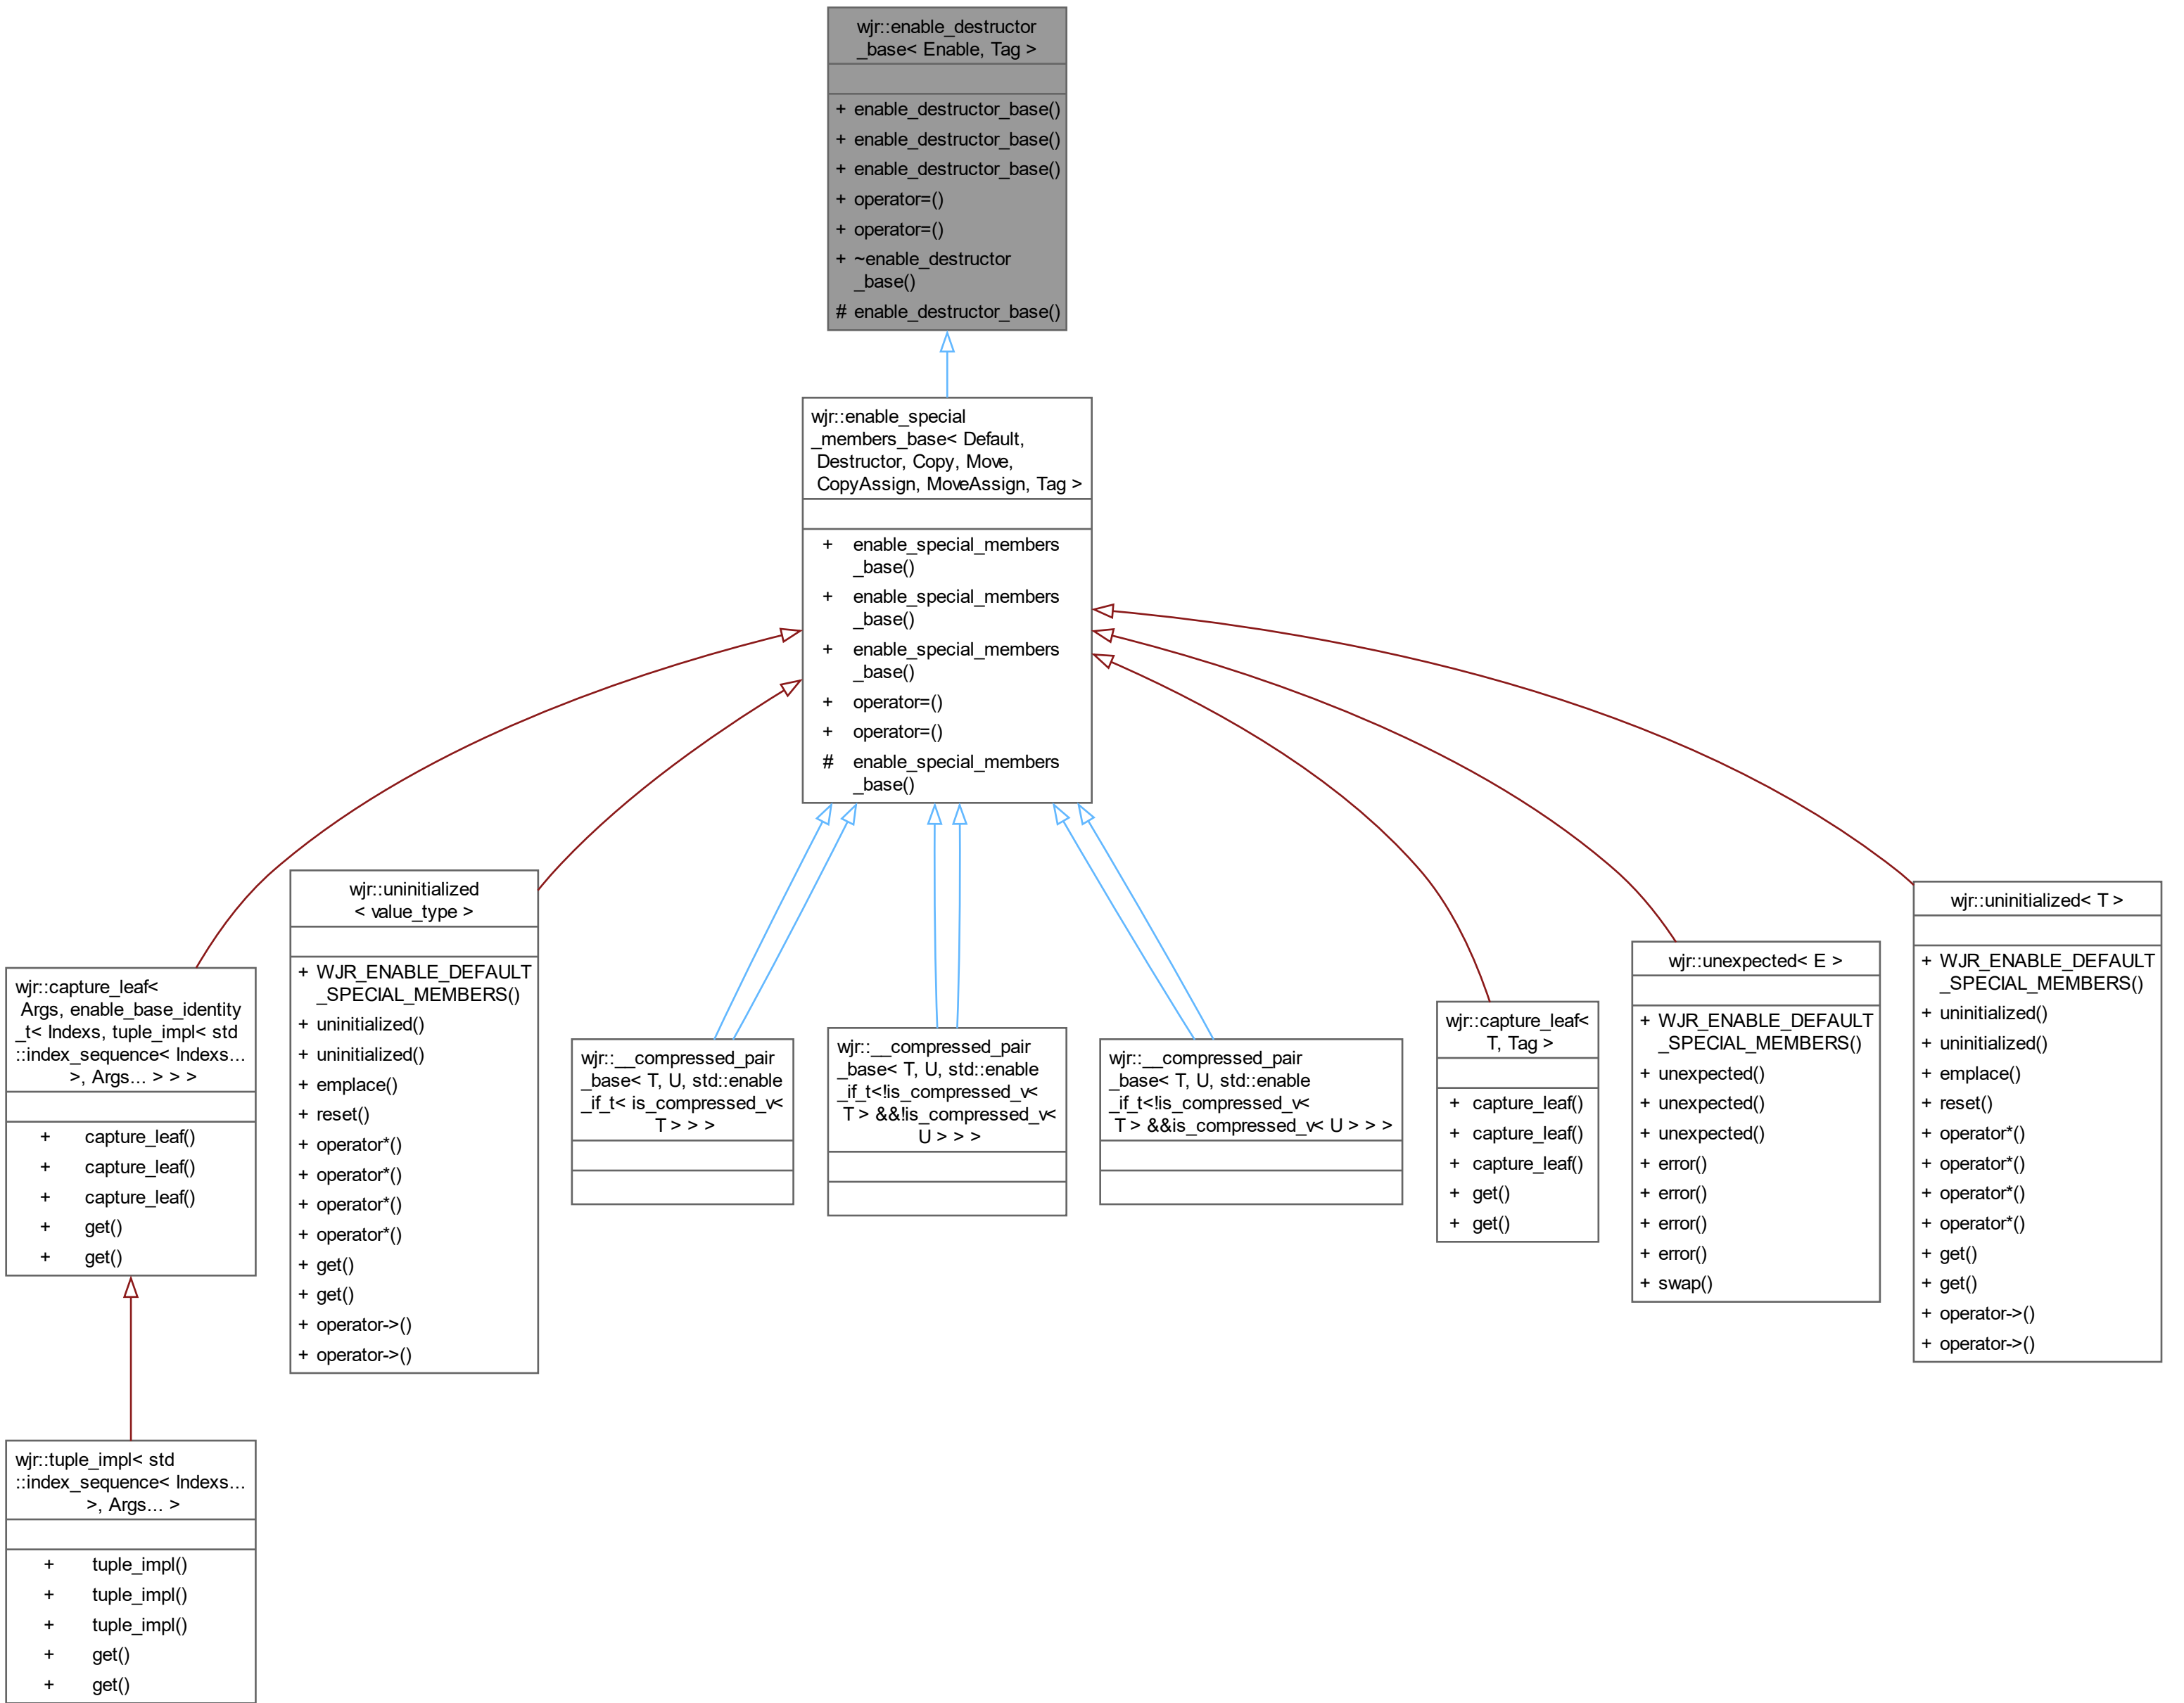 wjr::enable_destructor
_base< Enable, Tag >
+ enable_destructor_base()
+ enable_destructor_base()
+ enable_destructor_base()
+ operator=()
+ operator=()
+ ~enable_destructor
_base()
# enable_destructor_base()
wjr::enable_special
_members_base< Default,
Destructor, Copy, Move,
CopyAssign, MoveAssign, Tag >
+ enable_special_members
_base()
+ enable_special_members
_base()
+ enable_special_members
_base()
+ operator=()
+ operator=()
# enable_special_members
_base()
wjr::capture_leaf<
Args, enable_base_identity
_t< Indexs, tuple_impl< std
::index_sequence< Indexs...
>, Args... > > >
+ capture_leaf()
+ capture_leaf()
+ capture_leaf()
+ get()
+ get()
wjr::uninitialized
< value_type >
+ WJR_ENABLE_DEFAULT
_SPECIAL_MEMBERS()
+ uninitialized()
+ uninitialized()
+ emplace()
+ reset()
+ operator*()
+ operator*()
+ operator*()
+ operator*()
+ get()
+ get()
+ operator->()
+ operator->()
wjr::__compressed_pair
_base< T, U, std::enable
_if_t< is_compressed_v<
T > > >
wjr::__compressed_pair
_base< T, U, std::enable
_if_t<!is_compressed_v<
T > &&!is_compressed_v<
U > > >
wjr::__compressed_pair
_base< T, U, std::enable
_if_t<!is_compressed_v<
T > &&is_compressed_v< U > > >
wjr::capture_leaf<
T, Tag >
+ capture_leaf()
+ capture_leaf()
+ capture_leaf()
+ get()
+ get()
wjr::unexpected< E >
+ WJR_ENABLE_DEFAULT
_SPECIAL_MEMBERS()
+ unexpected()
+ unexpected()
+ unexpected()
+ error()
+ error()
+ error()
+ error()
+ swap()
wjr::uninitialized< T >
+ WJR_ENABLE_DEFAULT
_SPECIAL_MEMBERS()
+ uninitialized()
+ uninitialized()
+ emplace()
+ reset()
+ operator*()
+ operator*()
+ operator*()
+ operator*()
+ get()
+ get()
+ operator->()
+ operator->()
wjr::tuple_impl< std
::index_sequence< Indexs...
>, Args... >
+ tuple_impl()
+ tuple_impl()
+ tuple_impl()
+ get()
+ get()